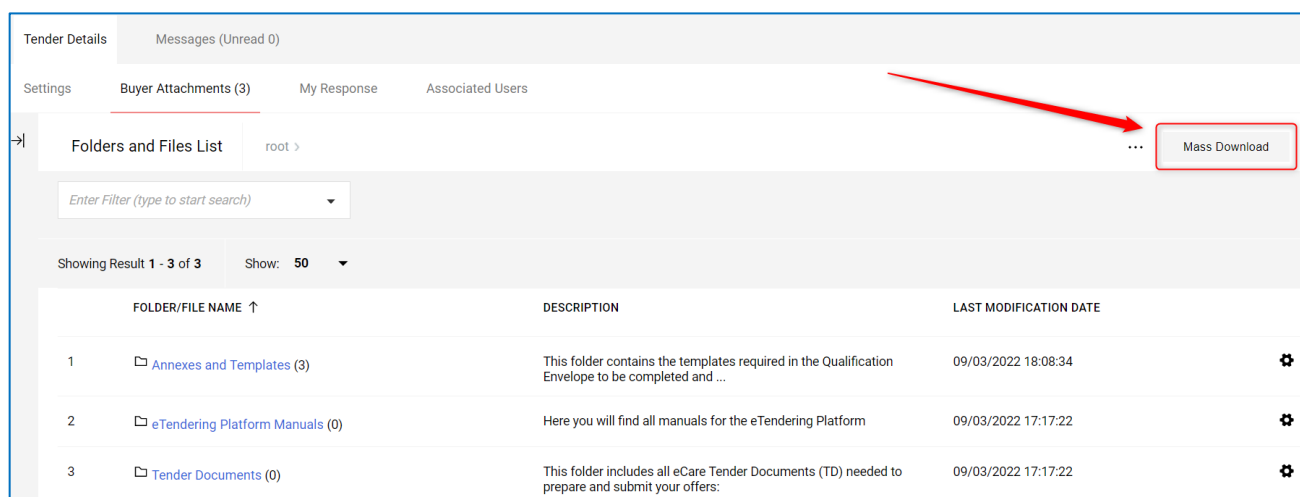 Tender Details Messages (Unread 0)
Settings Buyer Attachments (3) My Response Associated Users
Folders and Files List root >
... Mass Download
Enter Filter (type to start search)
Showing Result 1 - 3 of 3 Show: 50
FOLDER/FILE NAME ↑ DESCRIPTION LAST MODIFICATION DATE
1 Annexes and Templates (3) This folder contains the templates required in the Qualification 09/03/2022 18:08:34
Envelope to be completed and ...
2 eTendering Platform Manuals (0) Here you will find all manuals for the eTendering Platform 09/03/2022 17:17:22
3 Tender Documents (0) This folder includes all eCare Tender Documents (TD) needed to 09/03/2022 17:17:22
prepare and submit your offers: